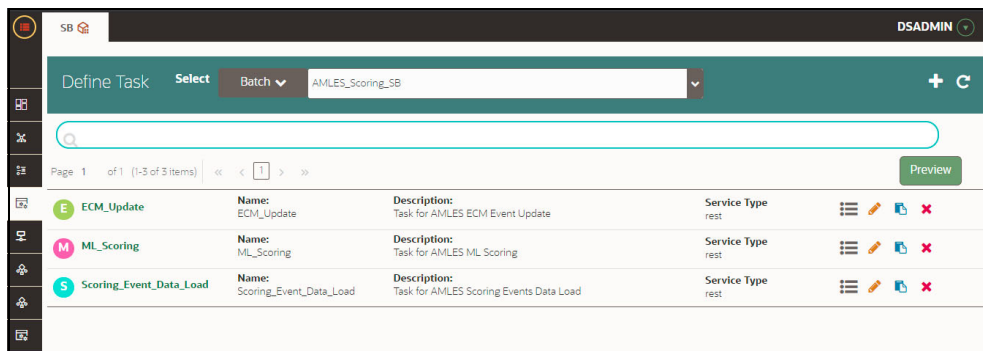 SB
DSADMIN
Define Task Select Batch AMLES_Scoring_SB
Page 1 of 1 (1-3 of 3 items) « < 1 > » Preview
E ECM_Update Name: Description: Service Type
ECM_Update Task for AMLES ECM Event Update rest
M ML_Scoring Name: Description: Service Type
ML_Scoring Task for AMLES ML Scoring rest
S Scoring_Event_Data_Load Name: Description: Service Type
Scoring_Event_Data_Load Task for AMLES Scoring Events Data Load rest